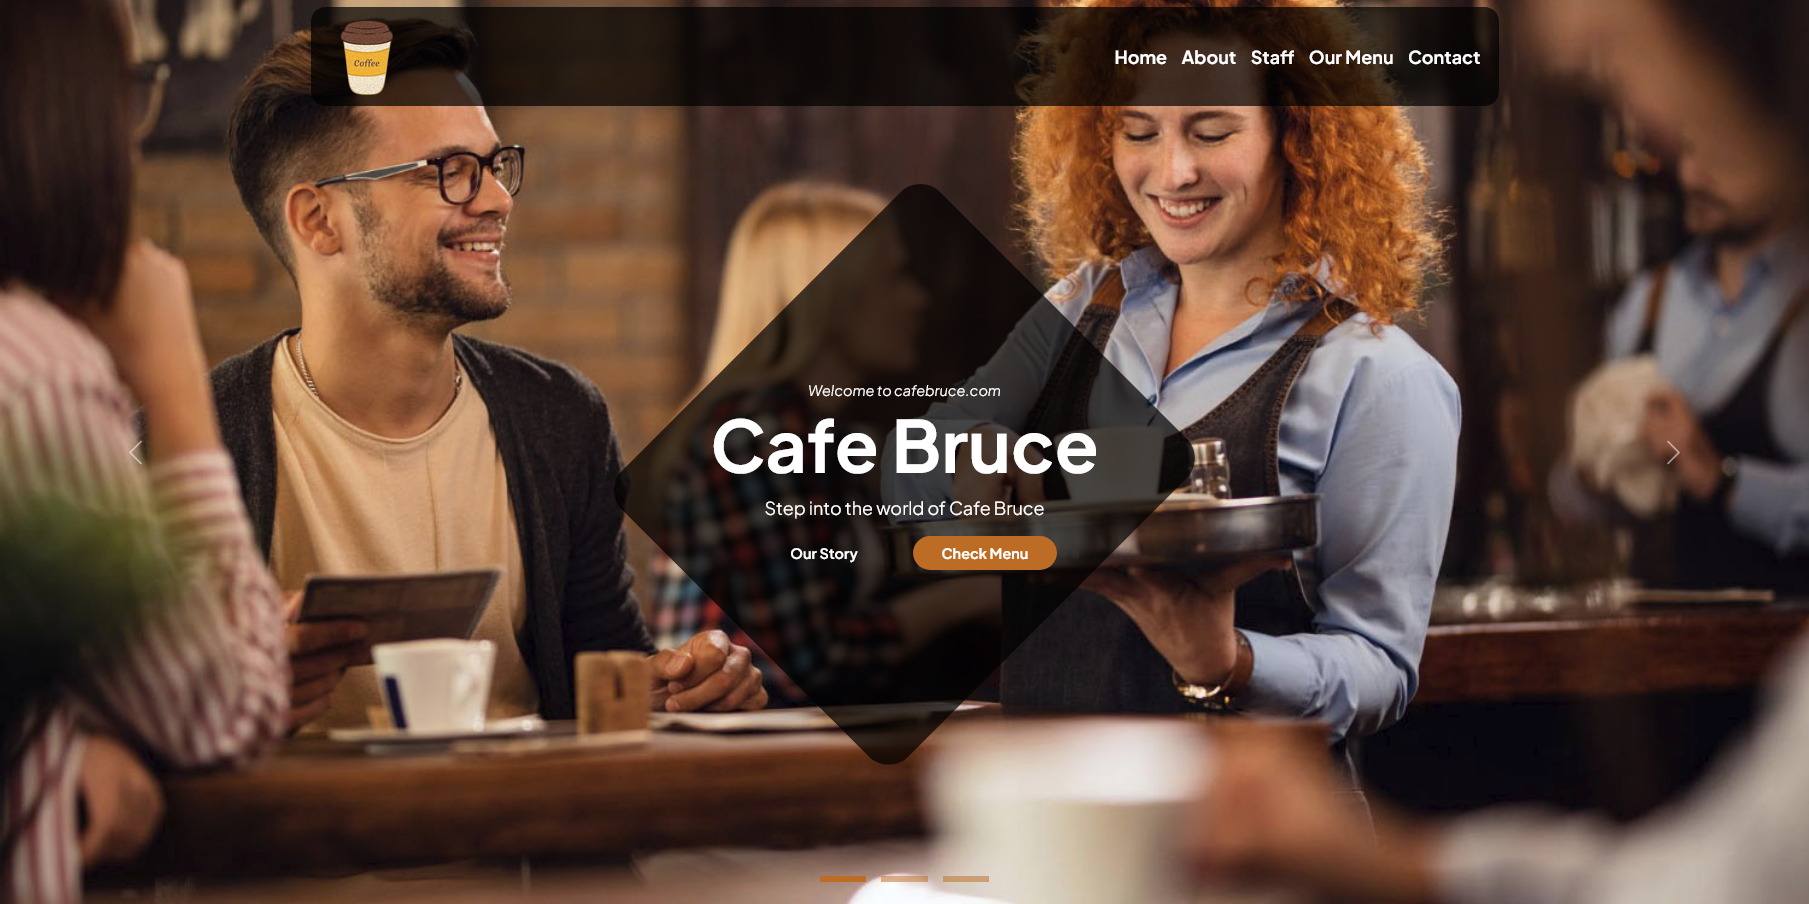 Coffee
Home About Staff Our Menu Contact
Welcome to cafebruce.com
Cafe Bruce
Step into the world of Cafe Bruce
Our Story
Check Menu